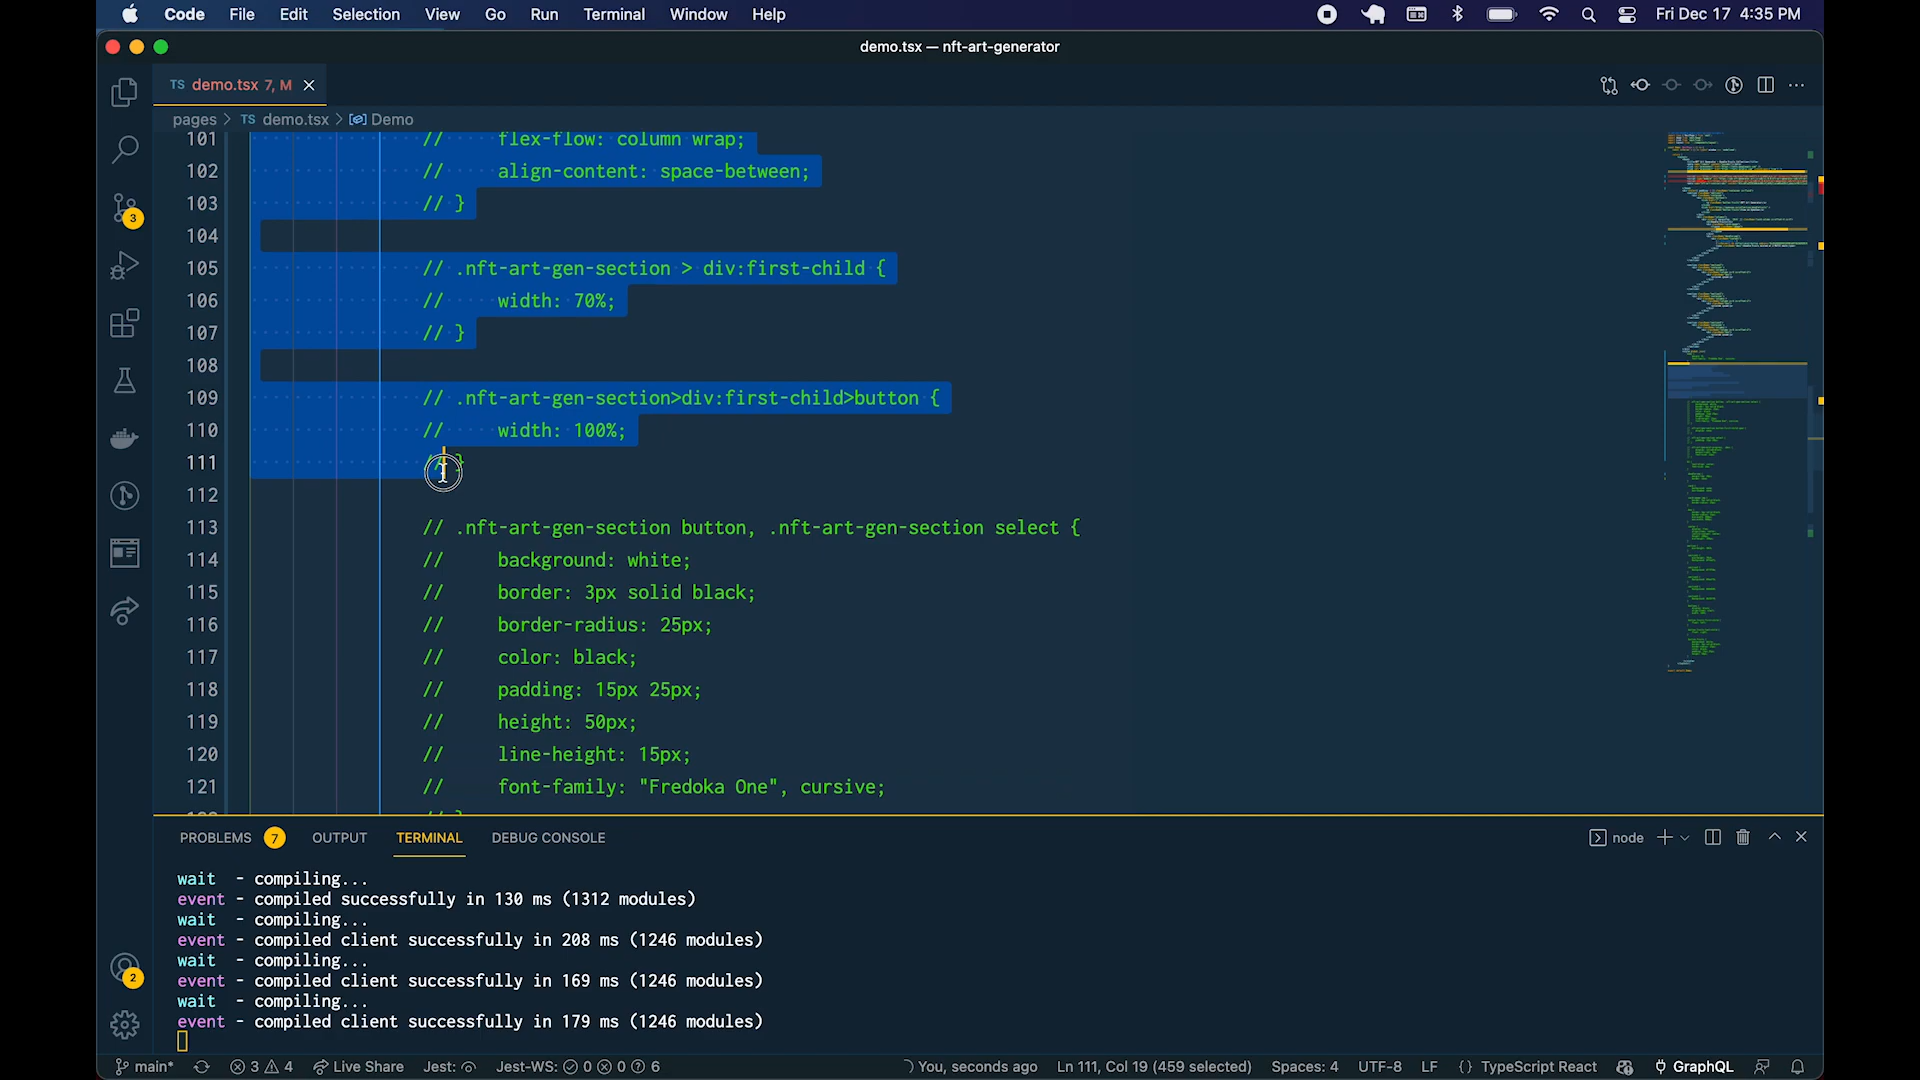 Code File Edit Selection View Go Run Terminal Window Help Fri Dec 17 4:35 PM
demo.tsx — nft-art-generator
TS demo.tsx 7, M
pages > TS demo.tsx > Demo
101 // flex-flow: column wrap;
102 // align-content: space-between;
103 // }
104
105 // .nft-art-gen-section > div:first-child {
106 // width: 70%;
107 // }
108
109 // .nft-art-gen-section>div:first-child>button {
110 // width: 100%;
111 // }
112
113 // .nft-art-gen-section button, .nft-art-gen-section select {
114 // background: white;
115 // border: 3px solid black;
116 // border-radius: 25px;
117 // color: black;
118 // padding: 15px 25px;
119 // height: 50px;
120 // line-height: 15px;
121 // font-family: "Fredoka One", cursive;
3
2
PROBLEMS 7 OUTPUT TERMINAL DEBUG CONSOLE node
wait - compiling...
event - compiled successfully in 130 ms (1312 modules)
wait - compiling...
event - compiled client successfully in 208 ms (1246 modules)
wait - compiling...
event - compiled client successfully in 169 ms (1246 modules)
wait - compiling...
event - compiled client successfully in 179 ms (1246 modules)
main* 3 4 Live Share Jest: Jest-WS: 0 0 6 You, seconds ago Ln 111, Col 19 (459 selected) Spaces: 4 UTF-8 LF {} TypeScript React GraphQL